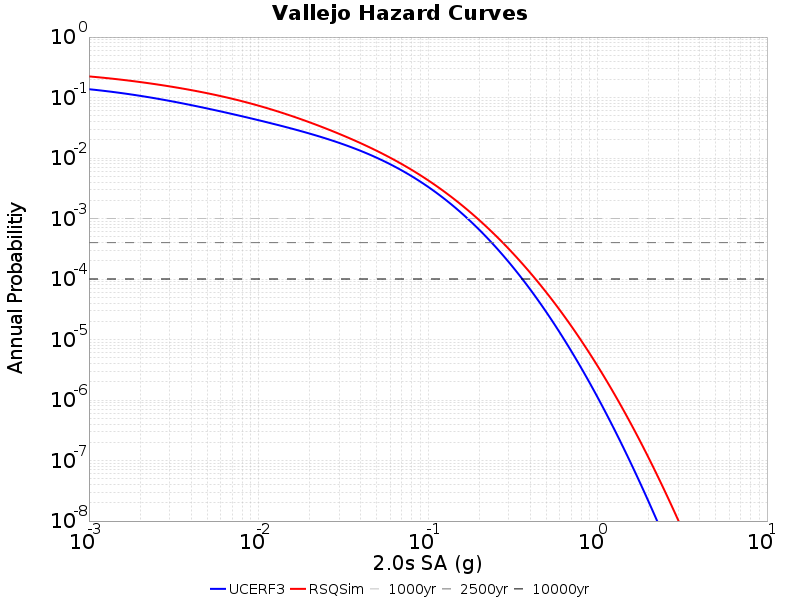 Vallejo Hazard Curves
Annual Probabilitiy
10^0
10^-1
10^-2
10^-3
10^-4
10^-5
10^-6
10^-7
10^-8
10^-3 10^-2 10^-1 10^0 10^1
2.0s SA (g)
UCERF3 RSQSim 1000yr 2500yr 10000yr